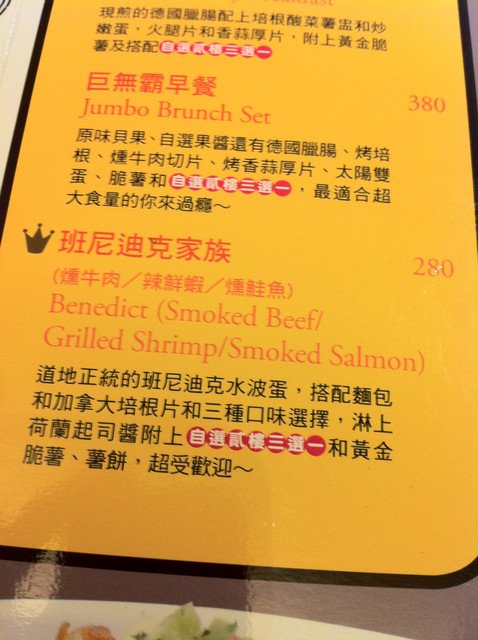 現煎的德國臘腸配上培根酸菜薯盅和炒
嫩蛋、火腿片和香蒜厚片，附上黃金脆
薯及搭配自選貳樓三選一
巨無霸早餐
Jumbo Brunch Set
380
原味貝果、自選果醬還有德國臘腸、烤培
根、燻牛肉切片、烤香蒜厚片、太陽雙
蛋、脆薯和自選貳樓三選一，最適合超
大食量的你來過癮～
班尼迪克家族
280
(燻牛肉／辣鮮蝦／燻鮭魚)
Benedict (Smoked Beef/
Grilled Shrimp/Smoked Salmon)
道地正統的班尼迪克水波蛋，搭配麵包
和加拿大培根片和三種口味選擇，淋上
荷蘭起司醬附上自選貳樓三選一和黃金
脆薯、薯餅，超受歡迎～